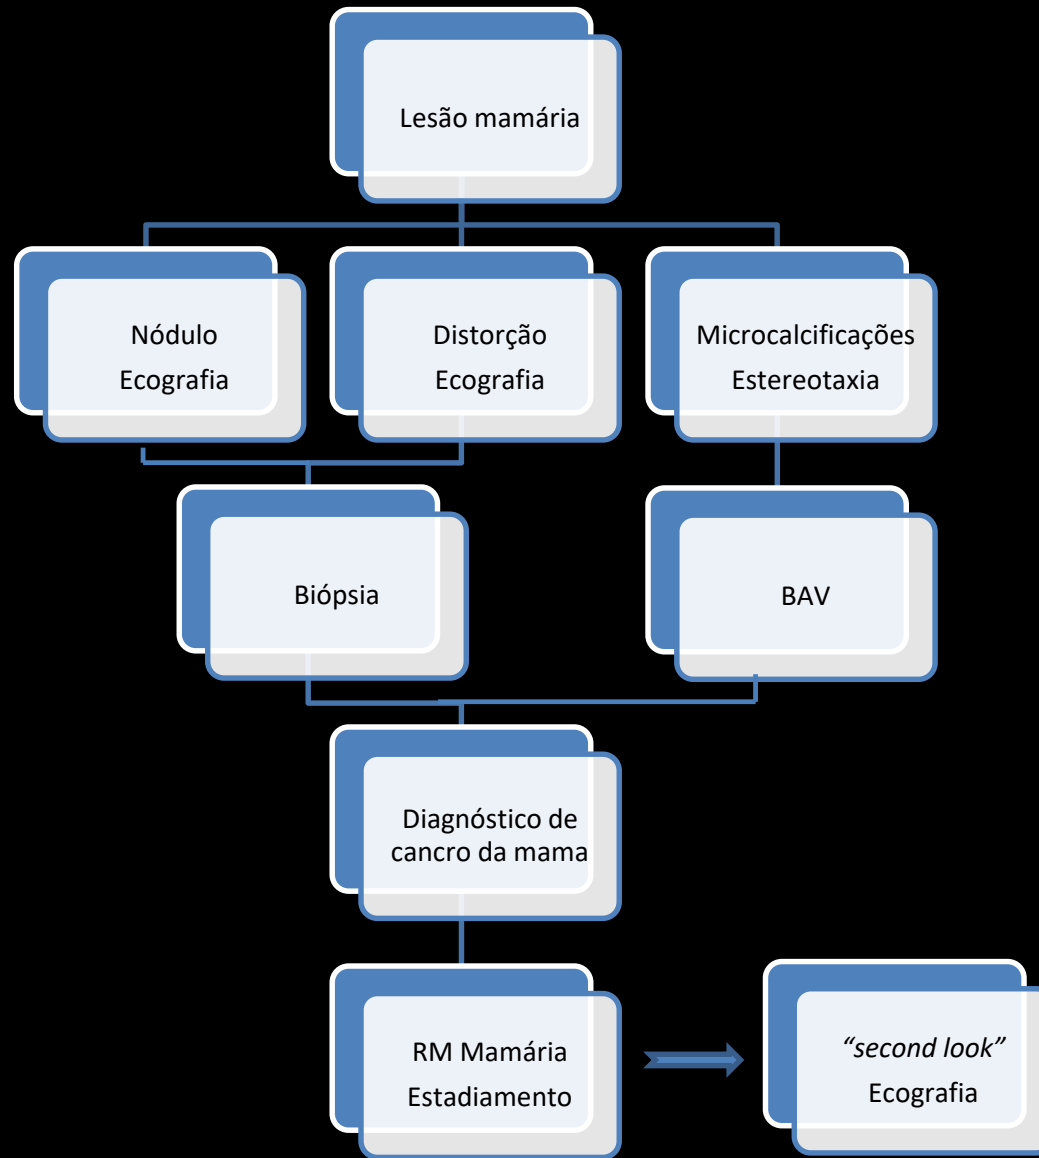 Lesão mamária
Nódulo
Ecografia
Distorção
Ecografia
Microcalcificações
Estereotaxia
Biópsia
BAV
Diagnóstico de
cancro da mama
RM Mamária
Estadiamento
“second look”
Ecografia